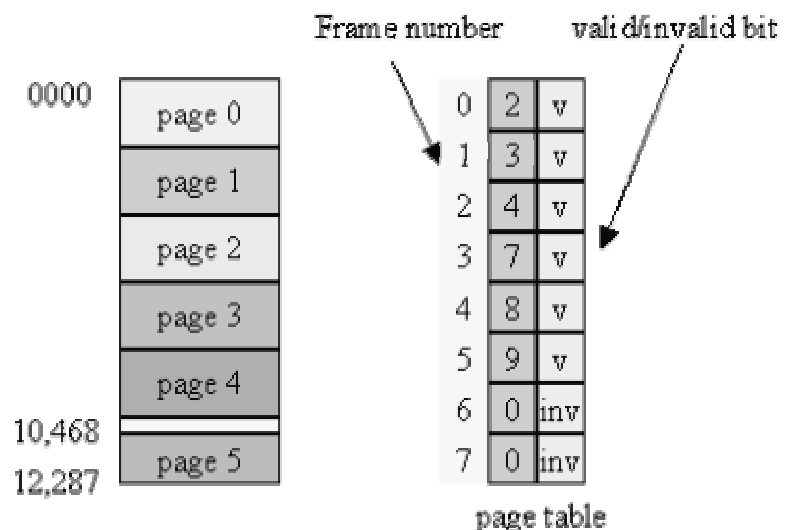 Frame number
valid/invalid bit
0000
page 0
page 1
page 2
page 3
page 4
10,468
page 5
12,287
0 2 v
1 3 v
2 4 v
3 7 v
4 8 v
5 9 v
6 0 inv
7 0 inv
page table